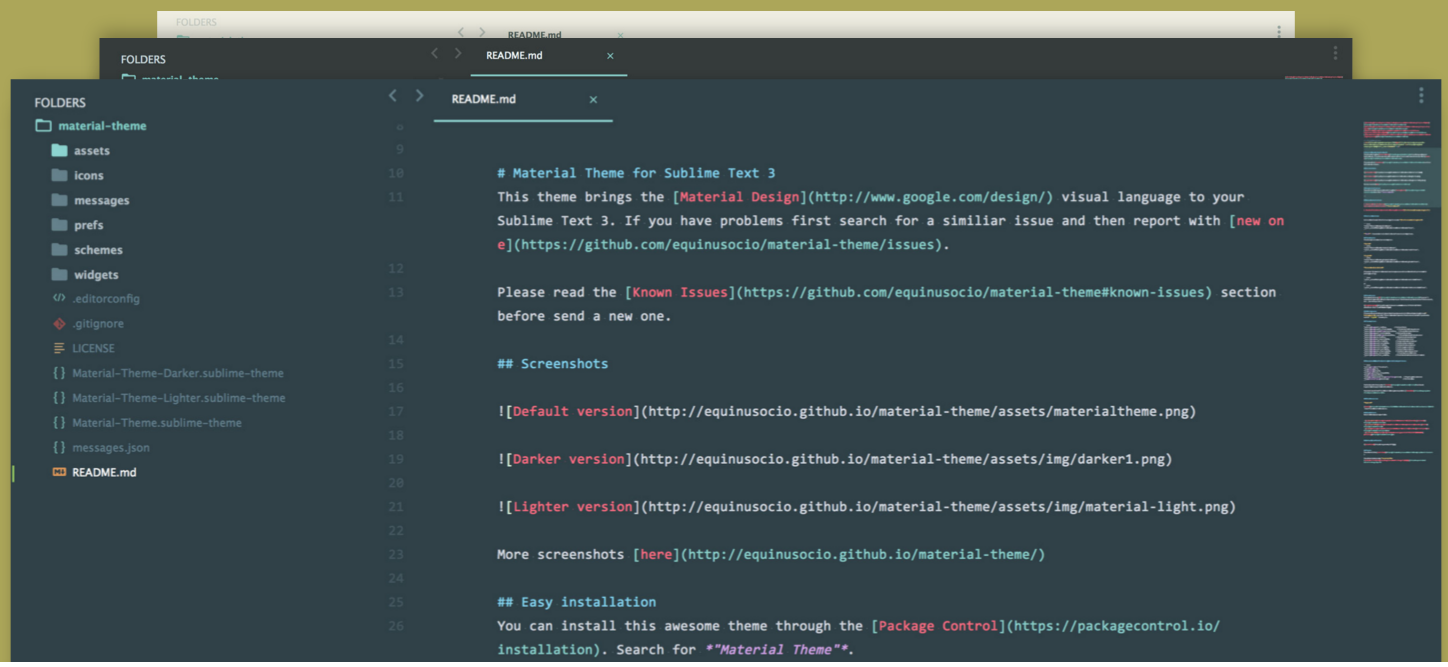 FOLDERS
README.md
FOLDERS
README.md ×
material-theme
FOLDERS
README.md ×
material-theme
assets
icons
messages
prefs
schemes
widgets
.editorconfig
.gitignore
LICENSE
{} Material-Theme-Darker.sublime-theme
{} Material-Theme-Lighter.sublime-theme
{} Material-Theme.sublime-theme
{} messages.json
README.md
9
10 # Material Theme for Sublime Text 3
11 This theme brings the [Material Design](http://www.google.com/design/) visual language to your
Sublime Text 3. If you have problems first search for a similiar issue and then report with [new on
e](https://github.com/equinusocio/material-theme/issues).
12
13 Please read the [Known Issues](https://github.com/equinusocio/material-theme#known-issues) section
before send a new one.
14
15 ## Screenshots
16
17 ![Default version](http://equinusocio.github.io/material-theme/assets/materialtheme.png)
18
19 ![Darker version](http://equinusocio.github.io/material-theme/assets/img/darker1.png)
20
21 ![Lighter version](http://equinusocio.github.io/material-theme/assets/img/material-light.png)
22
23 More screenshots [here](http://equinusocio.github.io/material-theme/)
24
25 ## Easy installation
26 You can install this awesome theme through the [Package Control](https://packagecontrol.io/
installation). Search for *"Material Theme"*.